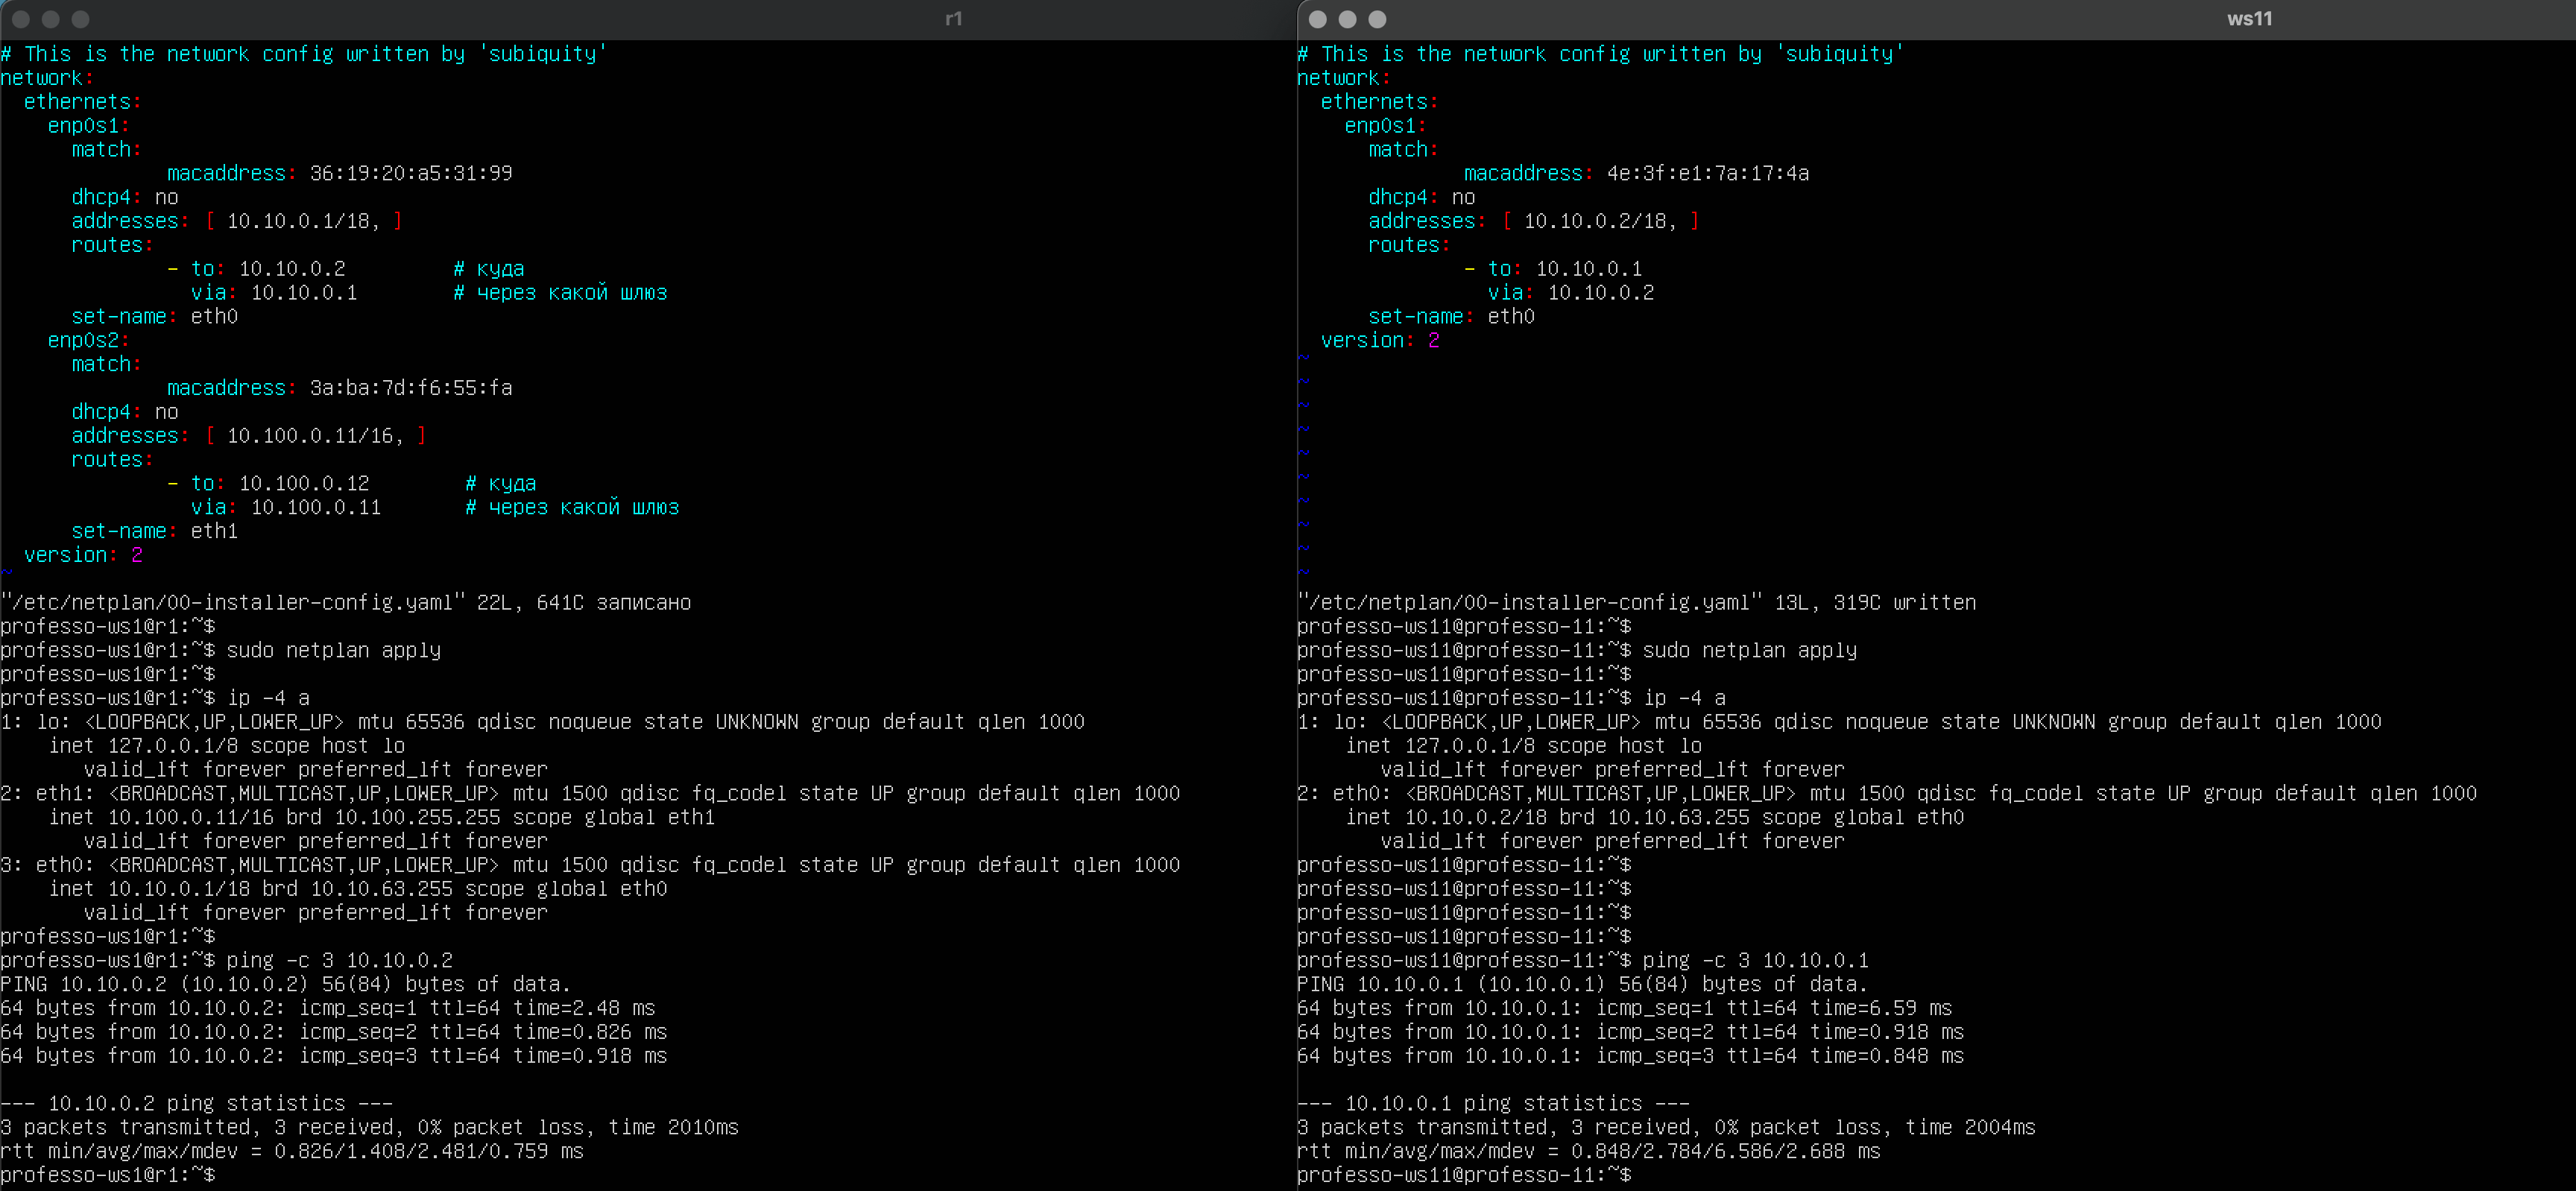 r1
# This is the network config written by 'subiquity'
network:
  ethernets:
    enp0s1:
      match:
              macaddress: 36:19:20:a5:31:99
      dhcp4: no
      addresses: [ 10.10.0.1/18, ]
      routes:
              - to: 10.10.0.2         # куда
                via: 10.10.0.1        # через какой шлюз
      set-name: eth0
    enp0s2:
      match:
              macaddress: 3a:ba:7d:f6:55:fa
      dhcp4: no
      addresses: [ 10.100.0.11/16, ]
      routes:
              - to: 10.100.0.12        # куда
                via: 10.100.0.11       # через какой шлюз
      set-name: eth1
  version: 2
~
"/etc/netplan/00-installer-config.yaml" 22L, 641C записано
professo-ws1@r1:~$
professo-ws1@r1:~$ sudo netplan apply
professo-ws1@r1:~$
professo-ws1@r1:~$ ip -4 a
1: lo: <LOOPBACK,UP,LOWER_UP> mtu 65536 qdisc noqueue state UNKNOWN group default qlen 1000
    inet 127.0.0.1/8 scope host lo
       valid_lft forever preferred_lft forever
2: eth1: <BROADCAST,MULTICAST,UP,LOWER_UP> mtu 1500 qdisc fq_codel state UP group default qlen 1000
    inet 10.100.0.11/16 brd 10.100.255.255 scope global eth1
       valid_lft forever preferred_lft forever
3: eth0: <BROADCAST,MULTICAST,UP,LOWER_UP> mtu 1500 qdisc fq_codel state UP group default qlen 1000
    inet 10.10.0.1/18 brd 10.10.63.255 scope global eth0
       valid_lft forever preferred_lft forever
professo-ws1@r1:~$
professo-ws1@r1:~$ ping -c 3 10.10.0.2
PING 10.10.0.2 (10.10.0.2) 56(84) bytes of data.
64 bytes from 10.10.0.2: icmp_seq=1 ttl=64 time=2.48 ms
64 bytes from 10.10.0.2: icmp_seq=2 ttl=64 time=0.826 ms
64 bytes from 10.10.0.2: icmp_seq=3 ttl=64 time=0.918 ms
--- 10.10.0.2 ping statistics ---
3 packets transmitted, 3 received, 0% packet loss, time 2010ms
rtt min/avg/max/mdev = 0.826/1.408/2.481/0.759 ms
professo-ws1@r1:~$
ws11
# This is the network config written by 'subiquity'
network:
  ethernets:
    enp0s1:
      match:
              macaddress: 4e:3f:e1:7a:17:4a
      dhcp4: no
      addresses: [ 10.10.0.2/18, ]
      routes:
              - to: 10.10.0.1
                via: 10.10.0.2
      set-name: eth0
  version: 2
~
~
~
~
~
~
~
~
~
~
"/etc/netplan/00-installer-config.yaml" 13L, 319C written
professo-ws11@professo-11:~$
professo-ws11@professo-11:~$ sudo netplan apply
professo-ws11@professo-11:~$
professo-ws11@professo-11:~$ ip -4 a
1: lo: <LOOPBACK,UP,LOWER_UP> mtu 65536 qdisc noqueue state UNKNOWN group default qlen 1000
    inet 127.0.0.1/8 scope host lo
       valid_lft forever preferred_lft forever
2: eth0: <BROADCAST,MULTICAST,UP,LOWER_UP> mtu 1500 qdisc fq_codel state UP group default qlen 1000
    inet 10.10.0.2/18 brd 10.10.63.255 scope global eth0
       valid_lft forever preferred_lft forever
professo-ws11@professo-11:~$
professo-ws11@professo-11:~$
professo-ws11@professo-11:~$
professo-ws11@professo-11:~$
professo-ws11@professo-11:~$ ping -c 3 10.10.0.1
PING 10.10.0.1 (10.10.0.1) 56(84) bytes of data.
64 bytes from 10.10.0.1: icmp_seq=1 ttl=64 time=6.59 ms
64 bytes from 10.10.0.1: icmp_seq=2 ttl=64 time=0.918 ms
64 bytes from 10.10.0.1: icmp_seq=3 ttl=64 time=0.848 ms
--- 10.10.0.1 ping statistics ---
3 packets transmitted, 3 received, 0% packet loss, time 2004ms
rtt min/avg/max/mdev = 0.848/2.784/6.586/2.688 ms
professo-ws11@professo-11:~$